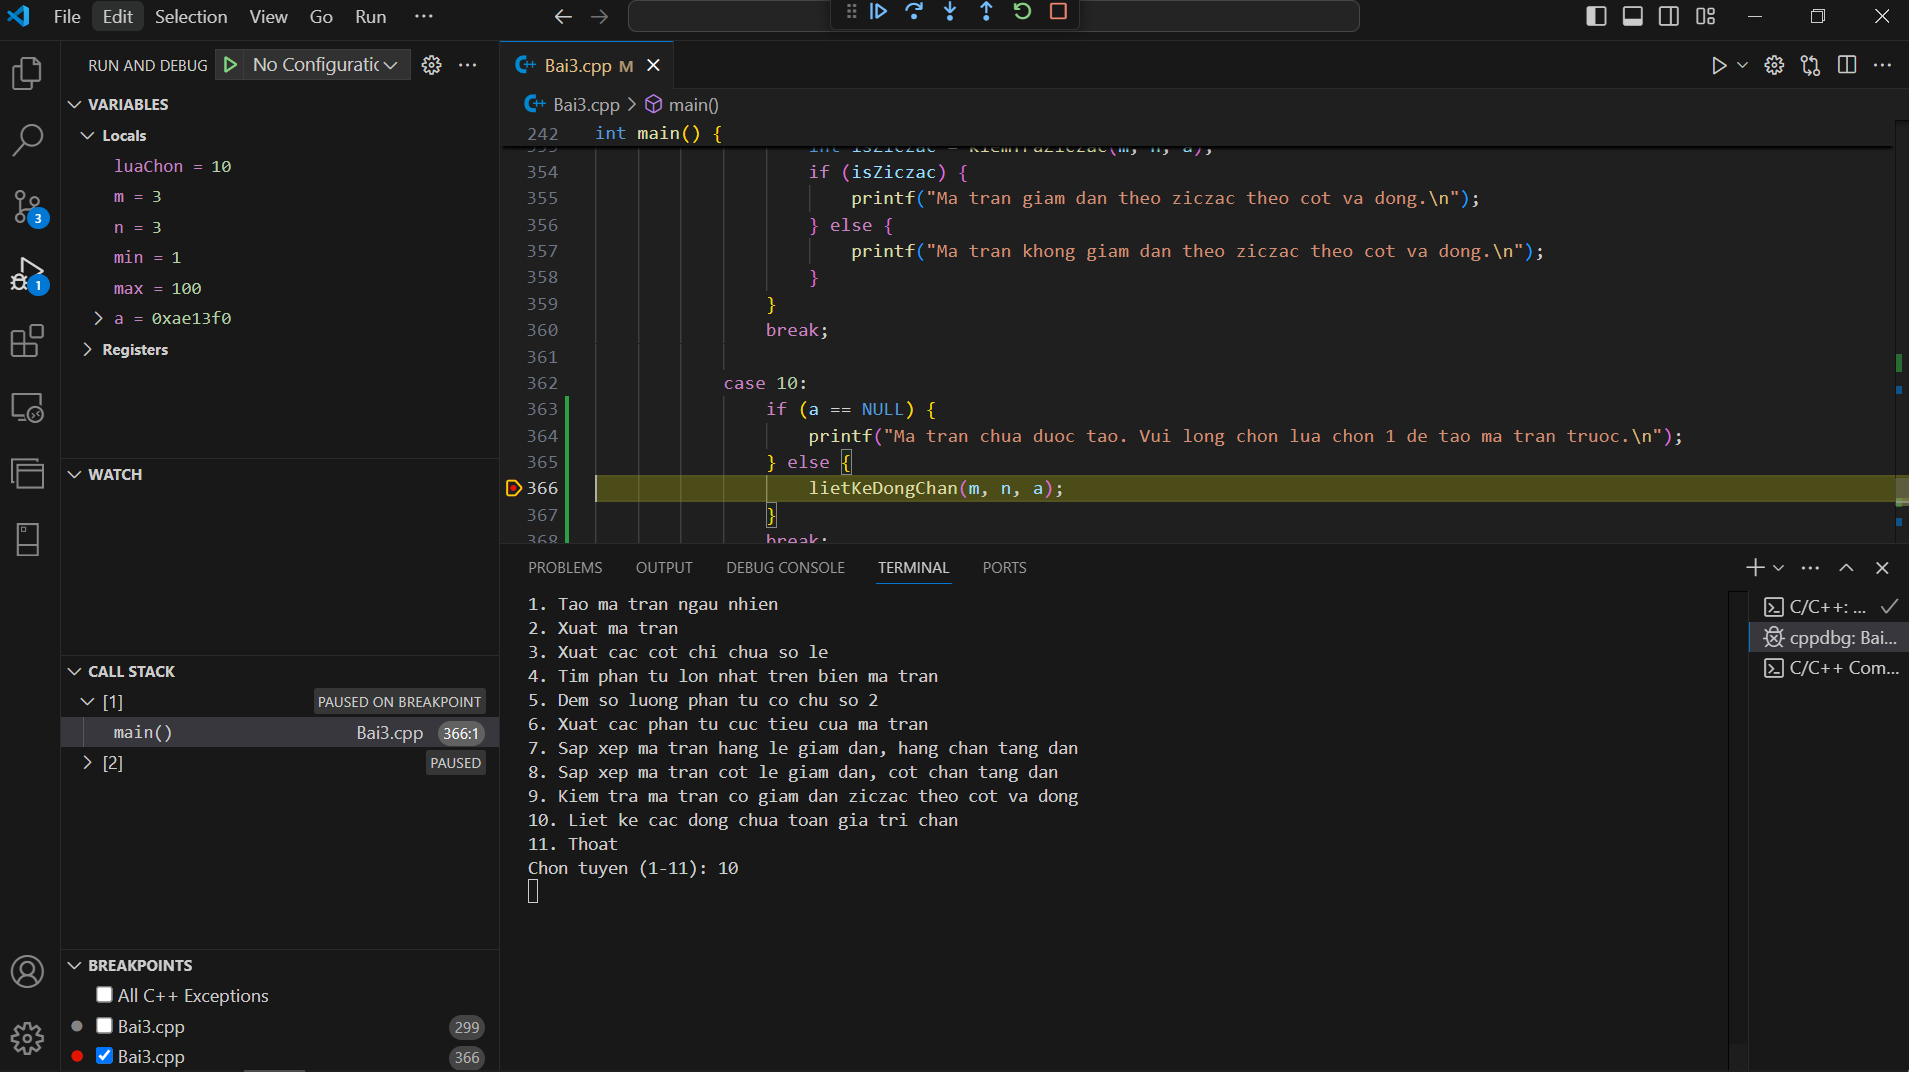 File Edit Selection View Go Run ···
RUN AND DEBUG No Configuratic
VARIABLES
Locals
luaChon = 10
m = 3
n = 3
min = 1
max = 100
a = 0xae13f0
Registers
WATCH
CALL STACK
[1] PAUSED ON BREAKPOINT
main() Bai3.cpp 366:1
[2] PAUSED
BREAKPOINTS
All C++ Exceptions
Bai3.cpp 299
Bai3.cpp 366
3
1
Bai3.cpp M
Bai3.cpp > main()
242 int main() {
353 int isZiczac = KiemTraZiczac(m, n, a);
354 if (isZiczac) {
355 printf("Ma tran giam dan theo ziczac theo cot va dong.\n");
356 } else {
357 printf("Ma tran khong giam dan theo ziczac theo cot va dong.\n");
358 }
359 }
360 break;
361
362 case 10:
363 if (a == NULL) {
364 printf("Ma tran chua duoc tao. Vui long chon lua chon 1 de tao ma tran truoc.\n");
365 } else {
366 lietKeDongChan(m, n, a);
367 }
368 break;
PROBLEMS OUTPUT DEBUG CONSOLE TERMINAL PORTS
1. Tao ma tran ngau nhien
2. Xuat ma tran
3. Xuat cac cot chi chua so le
4. Tim phan tu lon nhat tren bien ma tran
5. Dem so luong phan tu co chu so 2
6. Xuat cac phan tu cuc tieu cua ma tran
7. Sap xep ma tran hang le giam dan, hang chan tang dan
8. Sap xep ma tran cot le giam dan, cot chan tang dan
9. Kiem tra ma tran co giam dan ziczac theo cot va dong
10. Liet ke cac dong chua toan gia tri chan
11. Thoat
Chon tuyen (1-11): 10
C/C++: ...
cppdbg: Bai...
C/C++ Com...